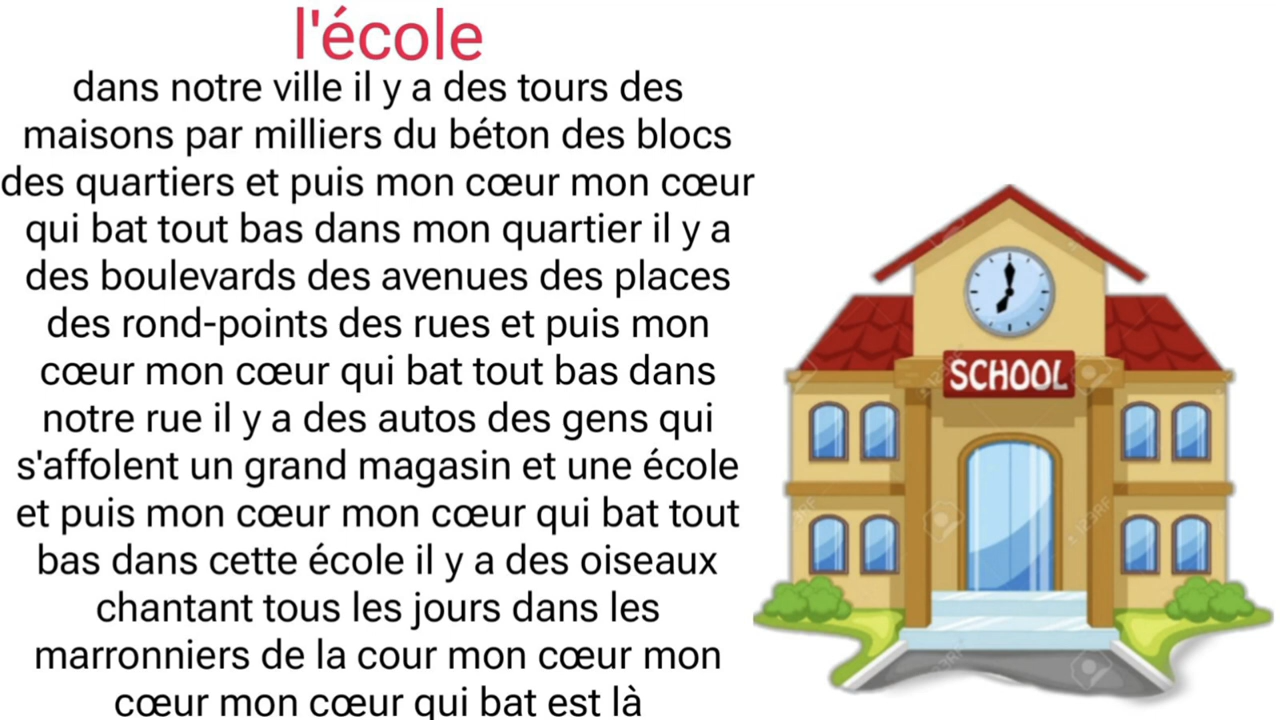 l'école
dans notre ville il y a des tours des
maisons par milliers du béton des blocs
des quartiers et puis mon cœur mon cœur
qui bat tout bas dans mon quartier il y a
des boulevards des avenues des places
des rond-points des rues et puis mon
cœur mon cœur qui bat tout bas dans
notre rue il y a des autos des gens qui
s'affolent un grand magasin et une école
et puis mon cœur mon cœur qui bat tout
bas dans cette école il y a des oiseaux
chantant tous les jours dans les
marronniers de la cour mon cœur mon
cœur mon cœur qui bat est là
SCHOOL